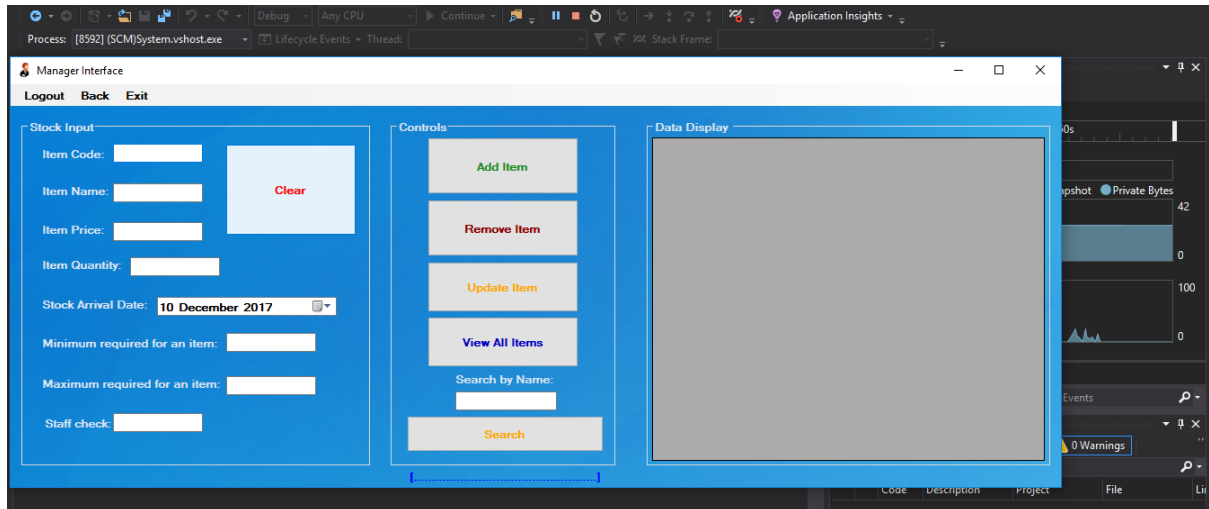 Debug Any CPU Continue Application Insights
Process: [8592] (SCM)System.vshost.exe Lifecycle Events Thread: Stack Frame:
Manager Interface
Logout Back Exit
Stock Input
Item Code:
Item Name:
Item Price:
Item Quantity:
Stock Arrival Date: 10 December 2017
Minimum required for an item:
Maximum required for an item:
Staff check:
Clear
Controls
Add Item
Remove Item
Update Item
View All Items
Search by Name:
Search
[.......................................................]
Data Display
Private Bytes
42
0
100
0
Events
0 Warnings
Code Description Project File